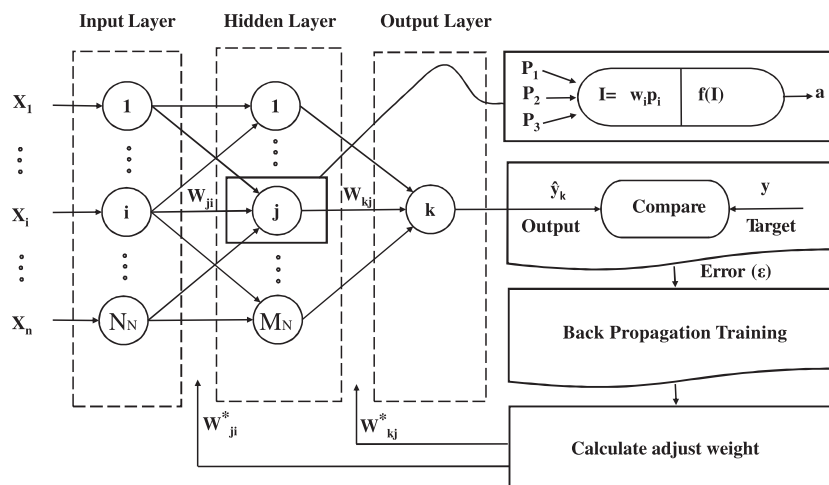 Input Layer
Hidden Layer
Output Layer
X1
Xi
Xn
1
i
NN
Wji
1
j
MN
Wkj
k
P1
P2
P3
I= wipi
f(I)
a
ŷk
Output
Compare
y
Target
Error (ε)
Back Propagation Training
Calculate adjust weight
W*ji
W*kj